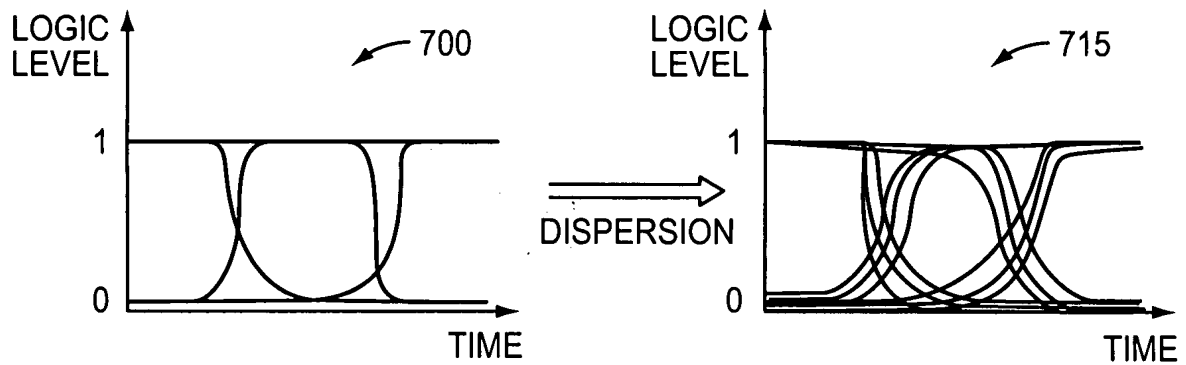 LOGIC
LEVEL
700
1
0
TIME
DISPERSION
LOGIC
LEVEL
715
1
0
TIME